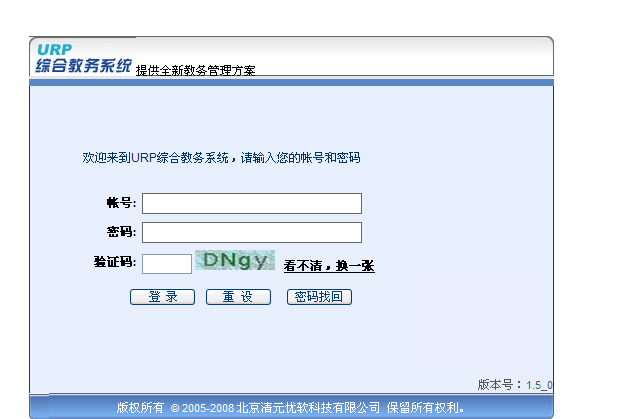 URP
综合教务系统 提供全新教务管理方案
欢迎来到URP综合教务系统，请输入您的帐号和密码
帐号:
密码:
验证码: DNgy 看不清，换一张
登 录 重 设 密码找回
版本号：1.5_0
版权所有 © 2005-2008 北京清元优软科技有限公司 保留所有权利。